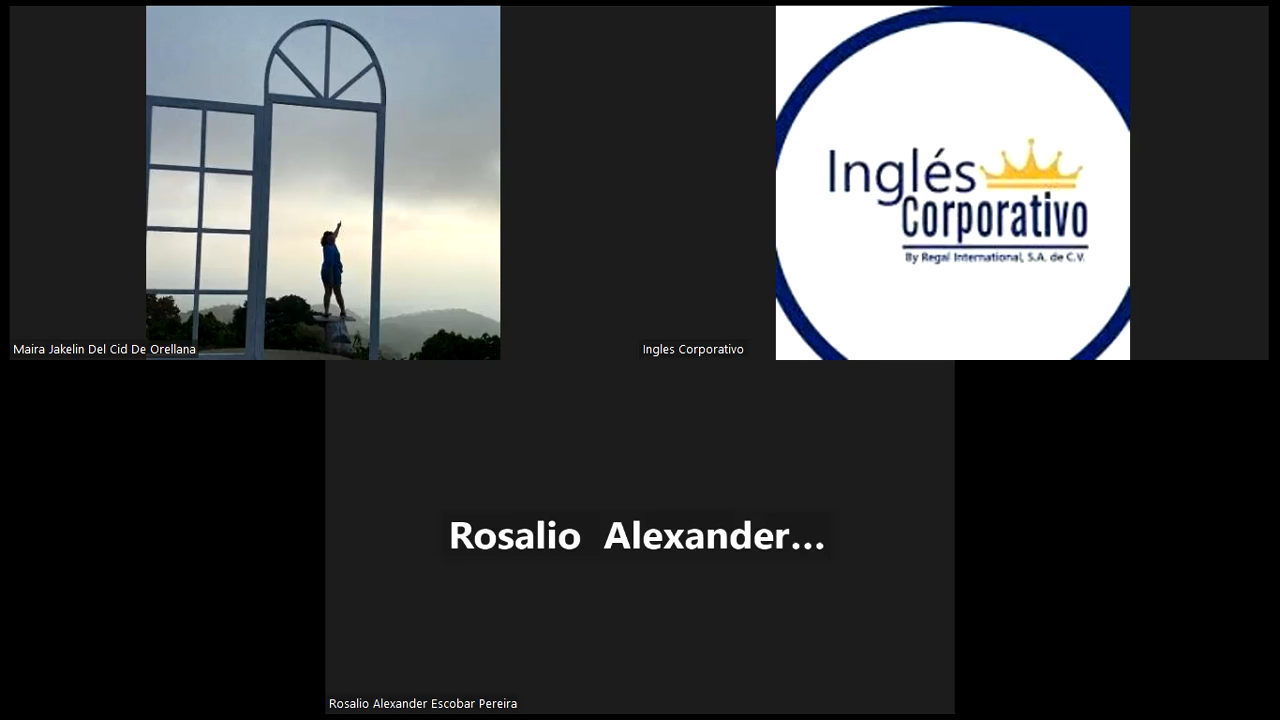 Maira Jakelin Del Cid De Orellana
Inglés
Corporativo
By Regal International, S.A. de C.V.
Ingles Corporativo
Rosalio Alexander...
Rosalio Alexander Escobar Pereira